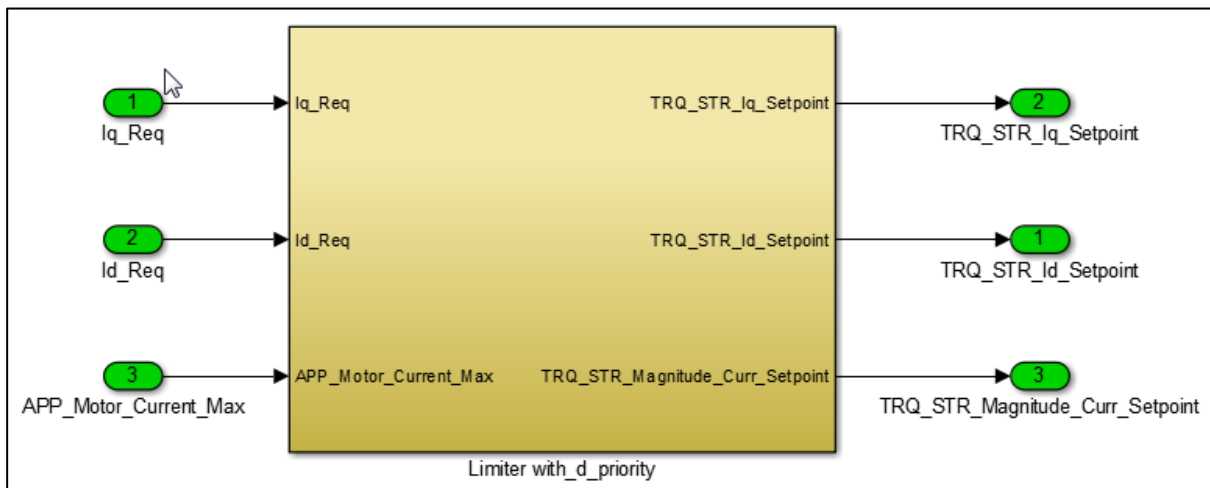 1 Iq_Req TRQ_STR_Iq_Setpoint 2
Iq_Req TRQ_STR_Iq_Setpoint
2 Id_Req TRQ_STR_Id_Setpoint 1
Id_Req TRQ_STR_Id_Setpoint
3 APP_Motor_Current_Max TRQ_STR_Magnitude_Curr_Setpoint 3
APP_Motor_Current_Max TRQ_STR_Magnitude_Curr_Setpoint
Limiter with_d_priority